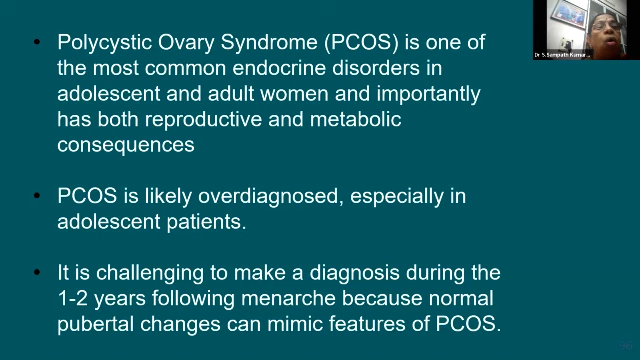 • Polycystic Ovary Syndrome (PCOS) is one of
the most common endocrine disorders in
adolescent and adult women and importantly
has both reproductive and metabolic
consequences
• PCOS is likely overdiagnosed, especially in
adolescent patients.
• It is challenging to make a diagnosis during the
1-2 years following menarche because normal
pubertal changes can mimic features of PCOS.
Dr S.Sampath Kumar...